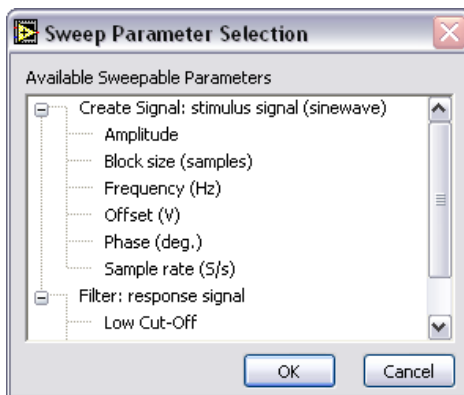 Sweep Parameter Selection
Available Sweepable Parameters
Create Signal: stimulus signal (sinewave)
Amplitude
Block size (samples)
Frequency (Hz)
Offset (V)
Phase (deg.)
Sample rate (S/s)
Filter: response signal
Low Cut-Off
OK
Cancel